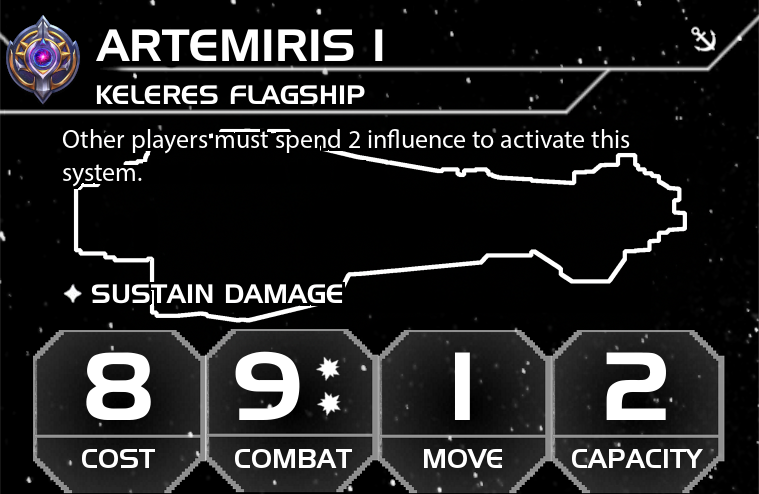 ARTEMIRIS I
KELERES FLAGSHIP
Other players must spend 2 influence to activate this
system.
SUSTAIN DAMAGE
8 9 1 2
COST COMBAT MOVE CAPACITY